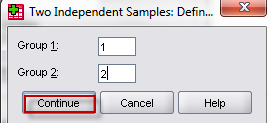 Two Independent Samples: Defin...
Group 1:
1
Group 2:
2
Continue
Cancel
Help